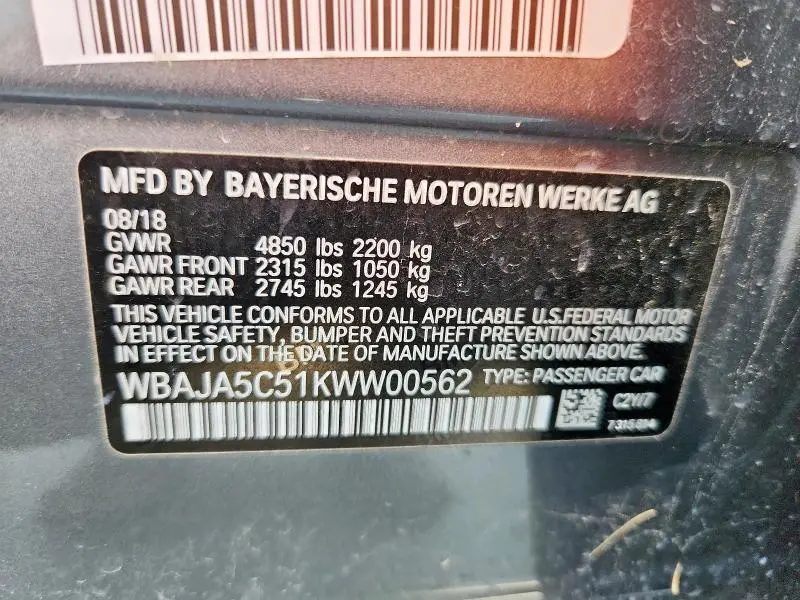 MFD BY BAYERISCHE MOTOREN WERKE AG
08/18
GVWR 4850 lbs 2200 kg
GAWR FRONT 2315 lbs 1050 kg
GAWR REAR 2745 lbs 1245 kg
THIS VEHICLE CONFORMS TO ALL APPLICABLE U.S.FEDERAL MOTOR
VEHICLE SAFETY, BUMPER AND THEFT PREVENTION STANDARDS
IN EFFECT ON THE DATE OF MANUFACTURE SHOWN ABOVE.
WBAJA5C51KWW00562 TYPE: PASSENGER CAR